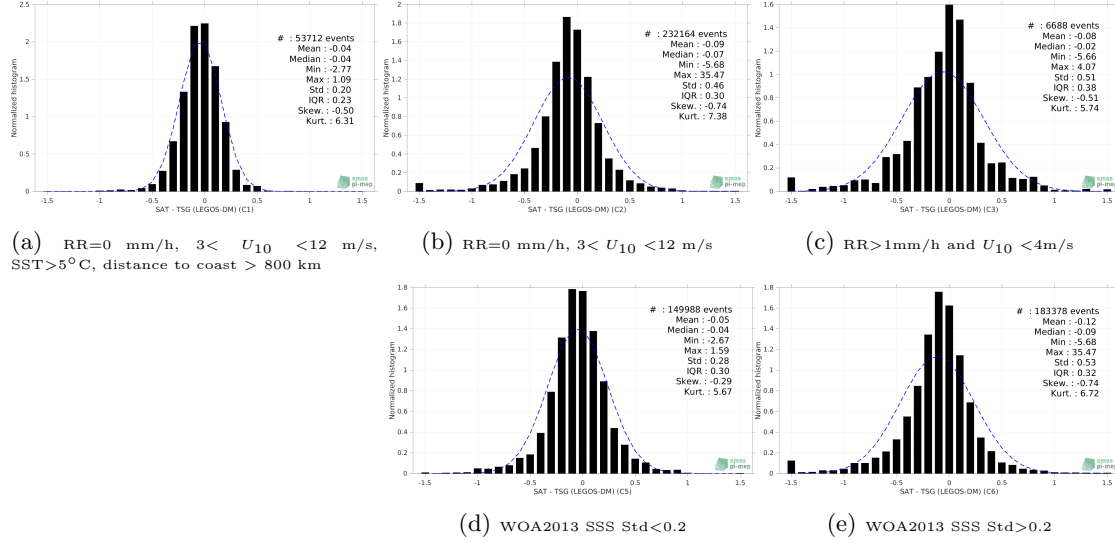 2.5
2
1.5
1
0.5
0
-1.5 -1 -0.5 0 0.5 1 1.5
Normalized histogram
SAT - TSG (LEGOS-DM) (C1)
# : 53712 events
Mean : -0.04
Median : -0.04
Min : -2.77
Max : 1.09
Std : 0.20
IQR : 0.23
Skew. : -0.50
Kurt. : 6.31
smos
pi-mep
(a) RR=0 mm/h, 3< U10 <12 m/s,
SST>5°C, distance to coast > 800 km
2
1.8
1.6
1.4
1.2
1
0.8
0.6
0.4
0.2
0
-1.5 -1 -0.5 0 0.5 1 1.5
Normalized histogram
SAT - TSG (LEGOS-DM) (C2)
# : 232164 events
Mean : -0.09
Median : -0.07
Min : -5.68
Max : 35.47
Std : 0.46
IQR : 0.30
Skew. : -0.74
Kurt. : 7.38
smos
pi-mep
(b) RR=0 mm/h, 3< U10 <12 m/s
1.6
1.4
1.2
1
0.8
0.6
0.4
0.2
0
-1.5 -1 -0.5 0 0.5 1 1.5
Normalized histogram
SAT - TSG (LEGOS-DM) (C3)
# : 6688 events
Mean : -0.08
Median : -0.02
Min : -5.66
Max : 4.07
Std : 0.51
IQR : 0.38
Skew. : -0.51
Kurt. : 5.74
smos
pi-mep
(c) RR>1mm/h and U10 <4m/s
1.8
1.6
1.4
1.2
1
0.8
0.6
0.4
0.2
0
-1.5 -1 -0.5 0 0.5 1 1.5
Normalized histogram
SAT - TSG (LEGOS-DM) (C5)
# : 149988 events
Mean : -0.05
Median : -0.04
Min : -2.67
Max : 1.59
Std : 0.28
IQR : 0.30
Skew. : -0.29
Kurt. : 5.67
smos
pi-mep
(d) WOA2013 SSS Std<0.2
1.8
1.6
1.4
1.2
1
0.8
0.6
0.4
0.2
0
-1.5 -1 -0.5 0 0.5 1 1.5
Normalized histogram
SAT - TSG (LEGOS-DM) (C6)
# : 183378 events
Mean : -0.12
Median : -0.09
Min : -5.68
Max : 35.47
Std : 0.53
IQR : 0.32
Skew. : -0.74
Kurt. : 6.72
smos
pi-mep
(e) WOA2013 SSS Std>0.2